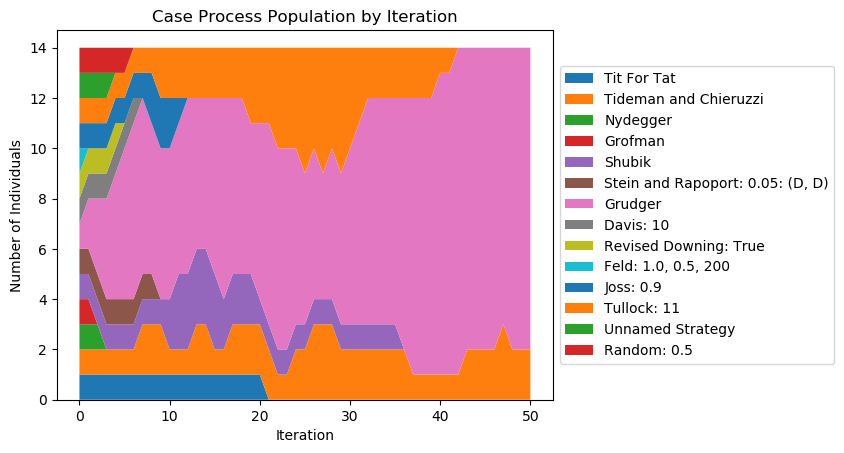 Case Process Population by Iteration
Number of Individuals
14
12
10
8
6
4
2
0
0
10
20
30
40
50
Iteration
Tit For Tat
Tideman and Chieruzzi
Nydegger
Grofman
Shubik
Stein and Rapoport: 0.05: (D, D)
Grudger
Davis: 10
Revised Downing: True
Feld: 1.0, 0.5, 200
Joss: 0.9
Tullock: 11
Unnamed Strategy
Random: 0.5